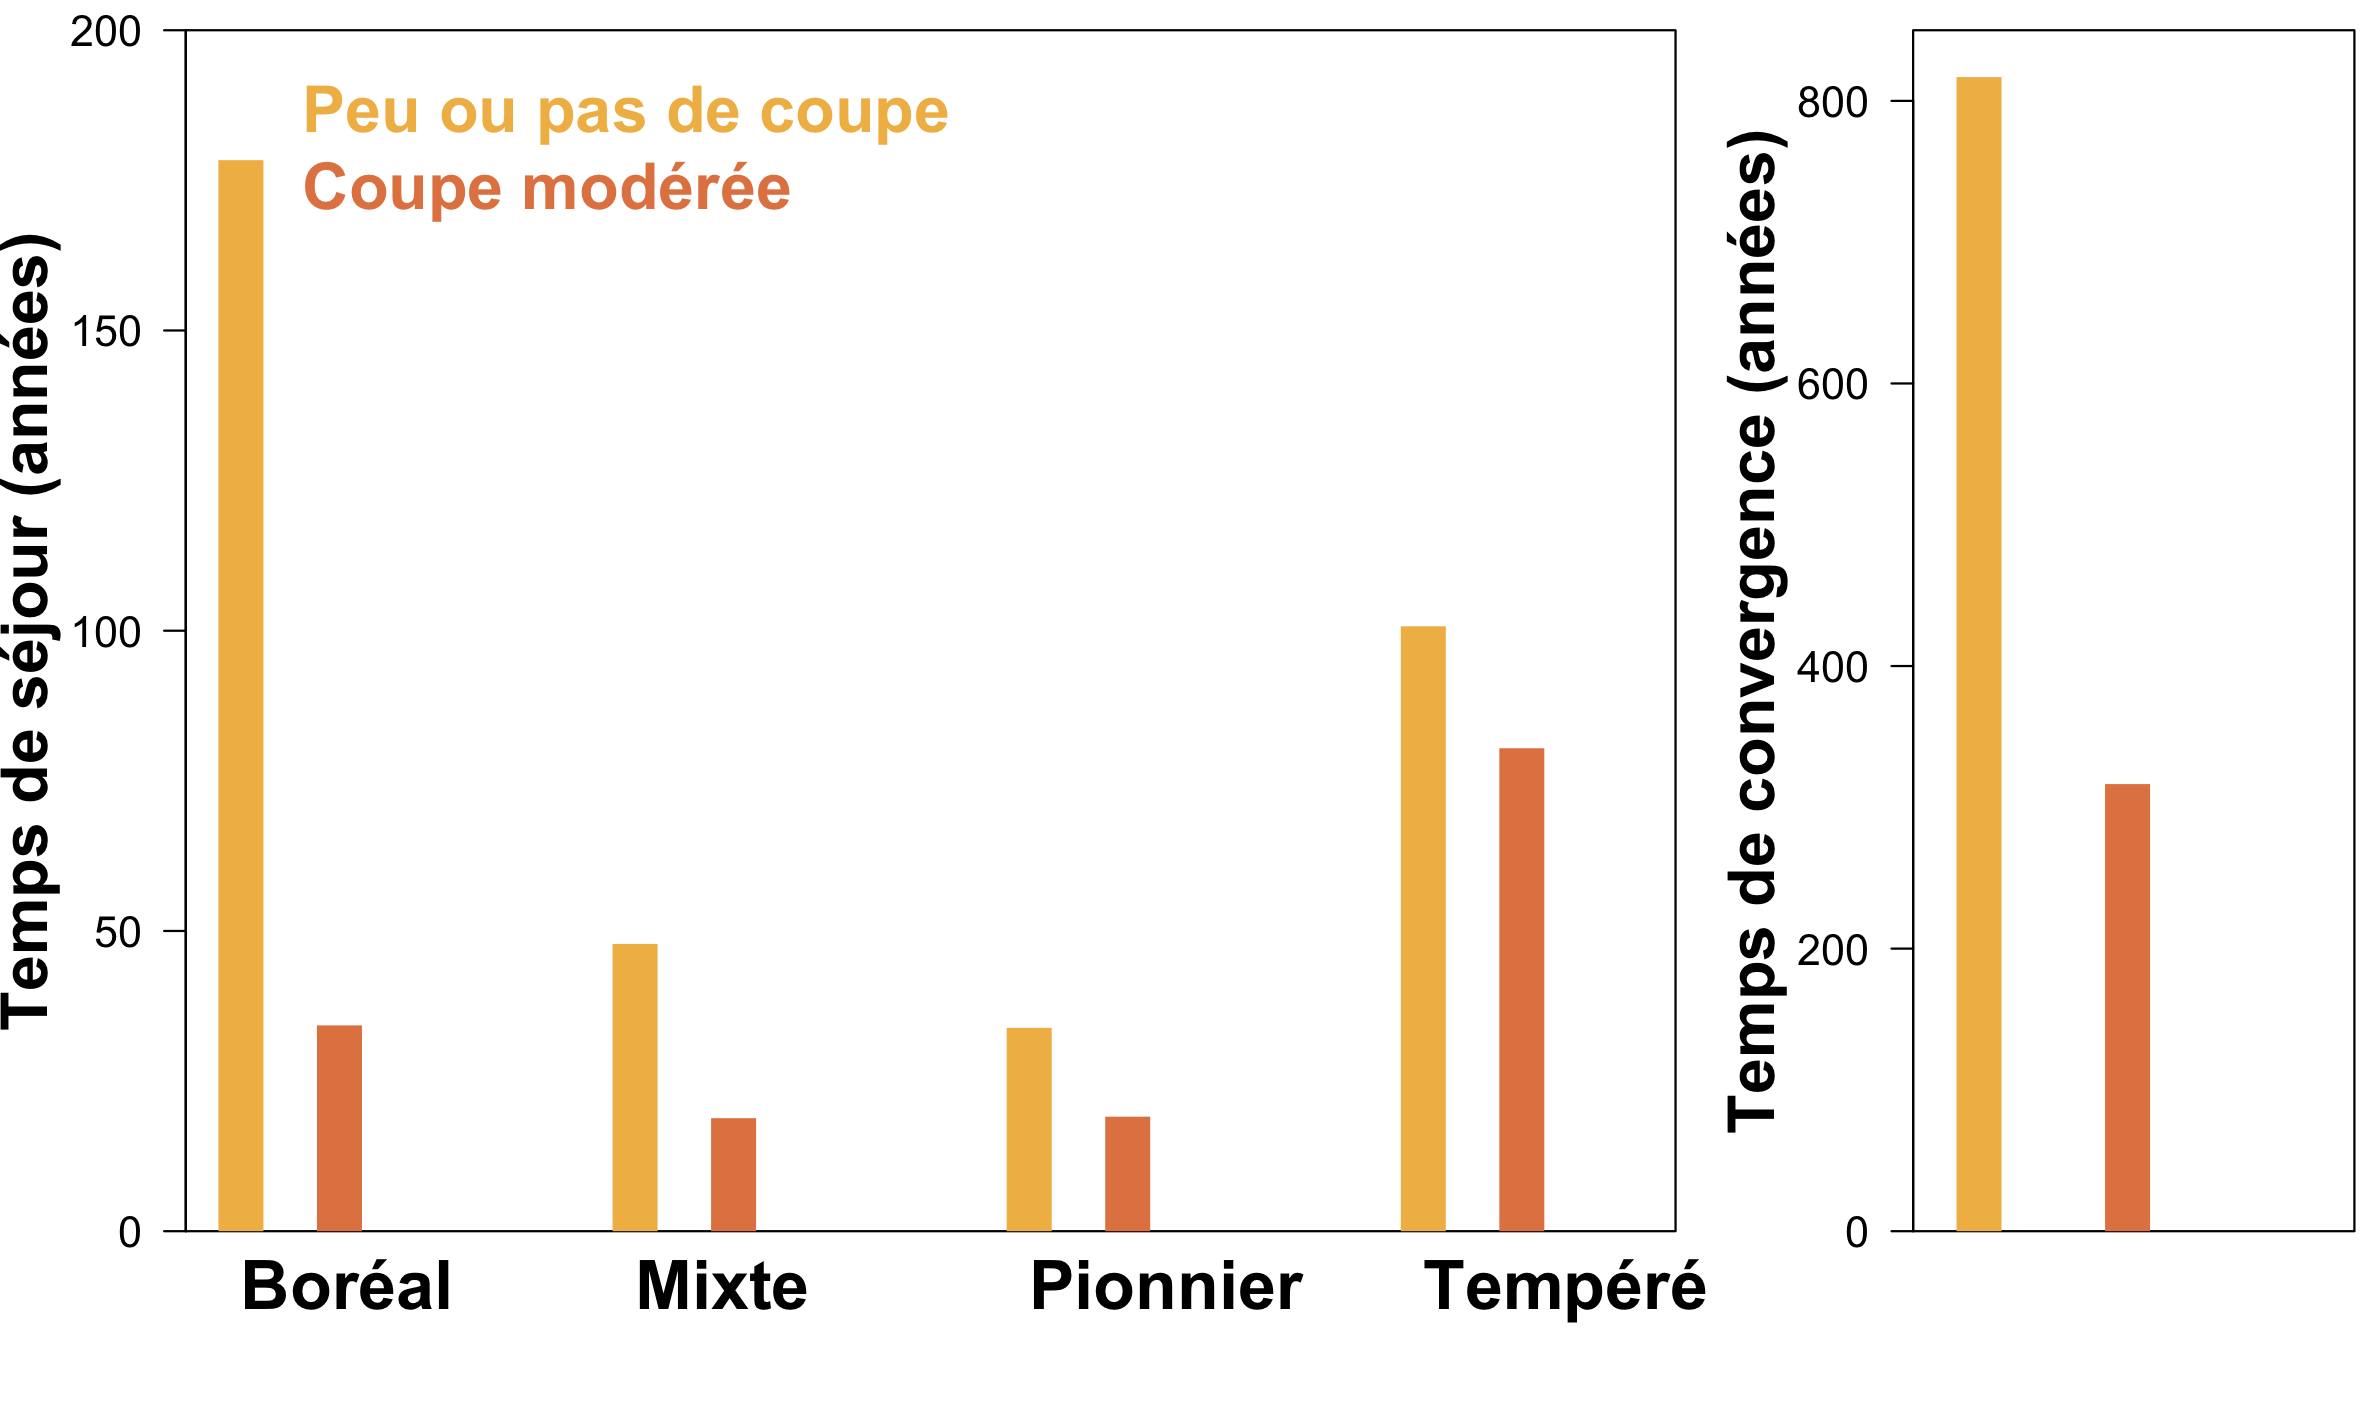 Temps de séjour (années)
200
150
100
50
0
Peu ou pas de coupe
Coupe modérée
Boréal
Mixte
Pionnier
Tempéré
Temps de convergence (années)
800
600
400
200
0